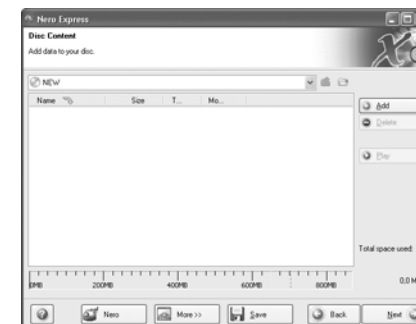 Nero Express
Disc Content
Add data to your disc.
NEW
Name Size T... Mo...
Add
Delete
Play
Total space used:
0MB 200MB 400MB 600MB 800MB
0.0 M
Nero More >> Save Back Next